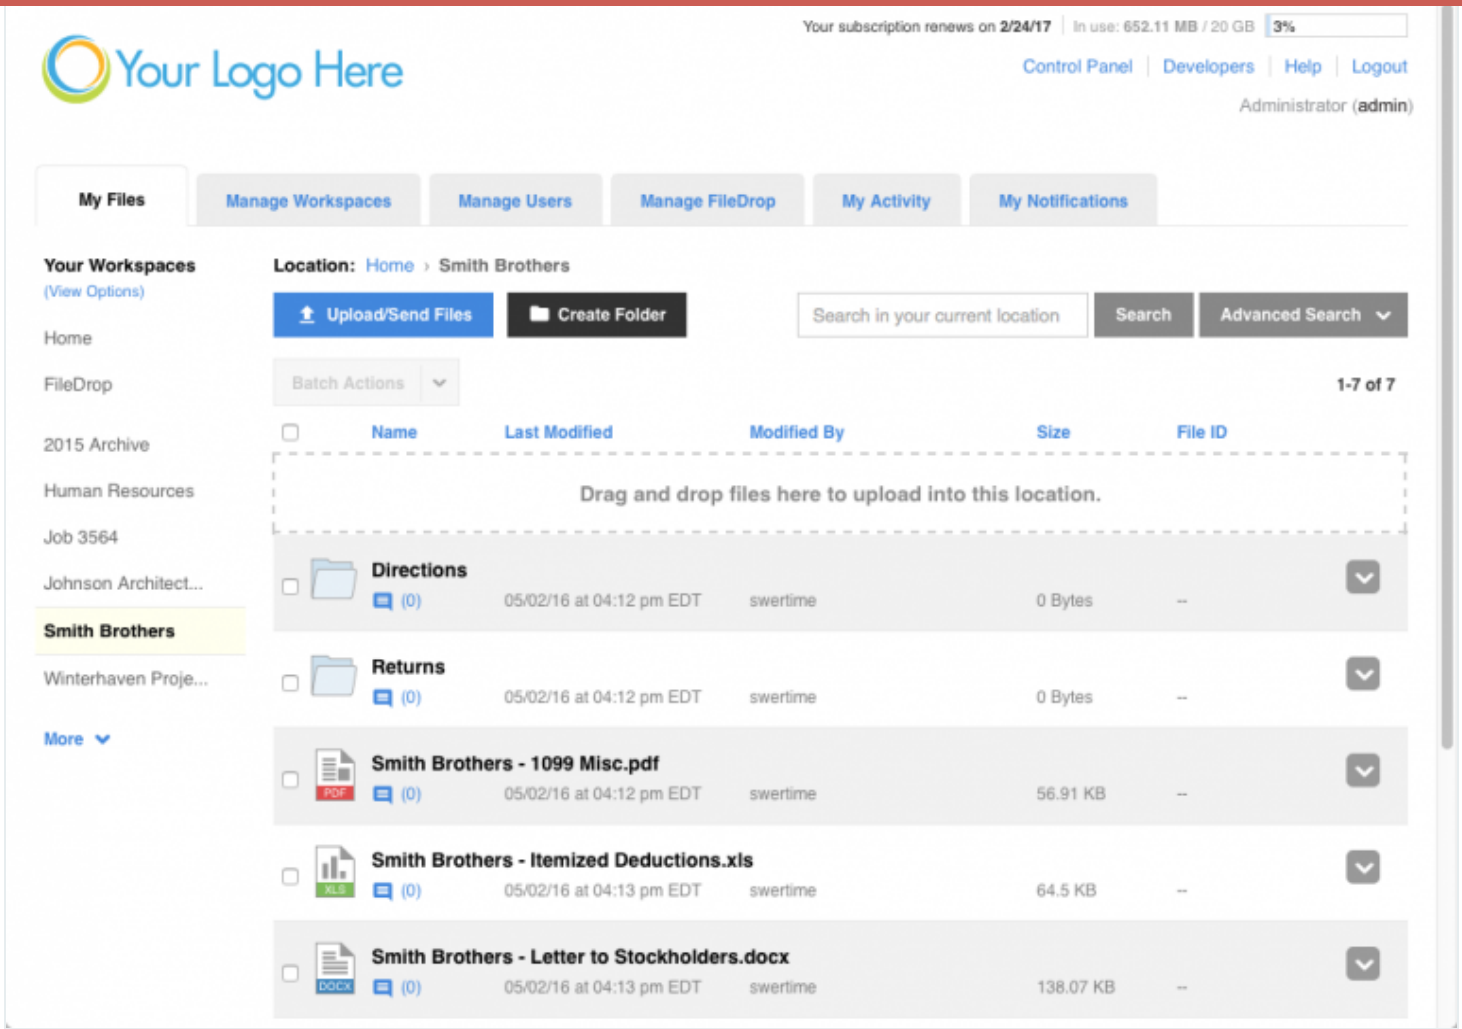 Your subscription renews on 2/24/17 In use: 652.11 MB / 20 GB 3%
Your Logo Here
Control Panel Developers Help Logout
Administrator (admin)
My Files Manage Workspaces Manage Users Manage FileDrop My Activity My Notifications
Your Workspaces
(View Options)
Home
FileDrop
2015 Archive
Human Resources
Job 3564
Johnson Architect...
Smith Brothers
Winterhaven Proje...
More
Location: Home › Smith Brothers
Upload/Send Files Create Folder Search in your current location Search Advanced Search
Batch Actions 1-7 of 7
Name Last Modified Modified By Size File ID
Drag and drop files here to upload into this location.
Directions
(0) 05/02/16 at 04:12 pm EDT swertime 0 Bytes --
Returns
(0) 05/02/16 at 04:12 pm EDT swertime 0 Bytes --
Smith Brothers - 1099 Misc.pdf
PDF (0) 05/02/16 at 04:12 pm EDT swertime 56.91 KB --
Smith Brothers - Itemized Deductions.xls
XLS (0) 05/02/16 at 04:13 pm EDT swertime 64.5 KB --
Smith Brothers - Letter to Stockholders.docx
DOCX (0) 05/02/16 at 04:13 pm EDT swertime 138.07 KB --